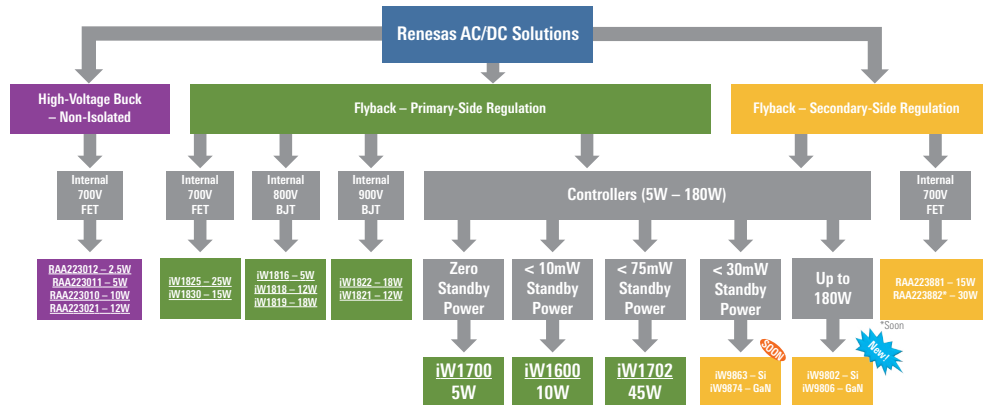 Renesas AC/DC Solutions
High-Voltage Buck
– Non-Isolated
Flyback – Primary-Side Regulation
Flyback – Secondary-Side Regulation
Internal
700V
FET
Internal
700V
FET
Internal
800V
BJT
Internal
900V
BJT
Controllers (5W – 180W)
Internal
700V
FET
RAA223012 – 2.5W
RAA223011 – 5W
RAA223010 – 10W
RAA223021 – 12W
iW1825 – 25W
iW1830 – 15W
iW1816 – 5W
iW1818 – 12W
iW1819 – 18W
iW1822 – 18W
iW1821 – 12W
Zero
Standby
Power
< 10mW
Standby
Power
< 75mW
Standby
Power
< 30mW
Standby
Power
Up to
180W
RAA223881 – 15W
RAA223882* – 30W
*Soon
iW1700
5W
iW1600
10W
iW1702
45W
SOON
iW9863 – Si
iW9874 – GaN
New!
iW9802 – Si
iW9806 – GaN